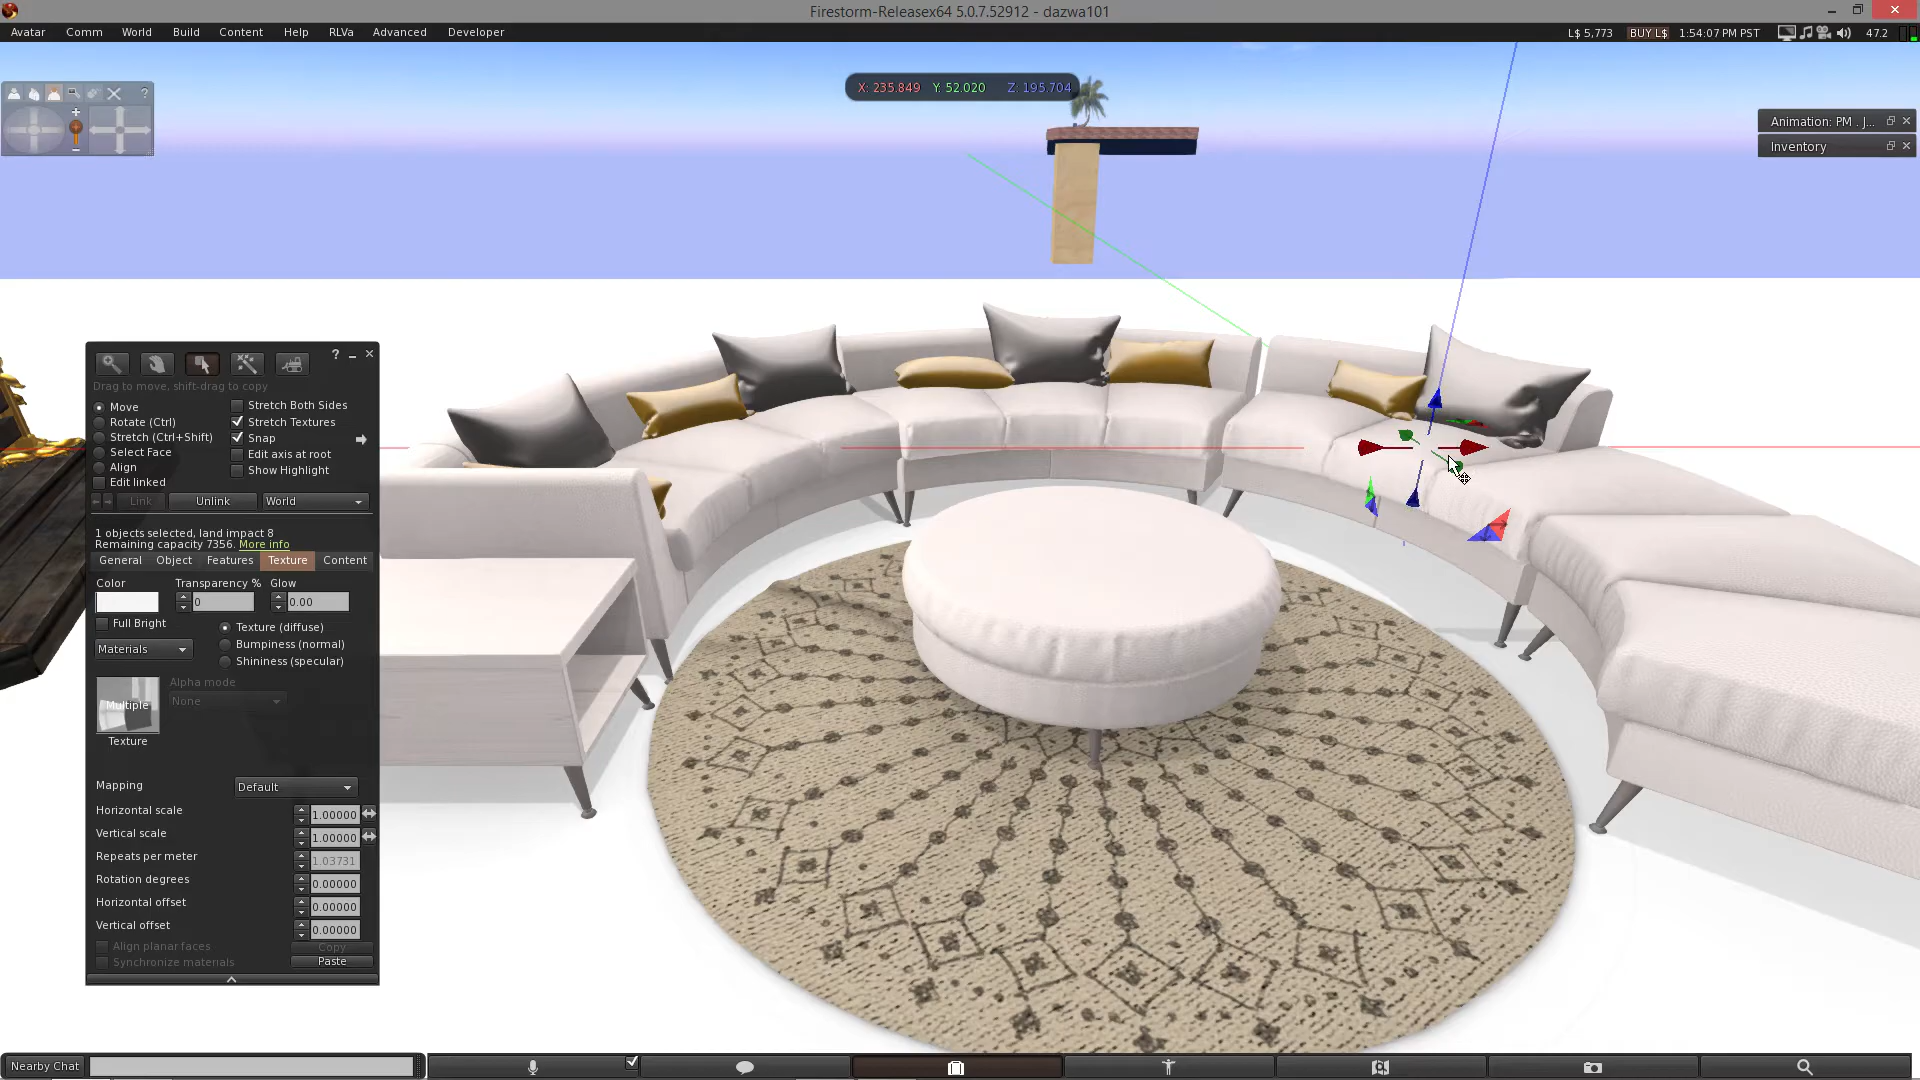 Firestorm-Releasex64 5.0.7.52912 - dazwa101
Avatar Comm World Build Content Help RLVa Advanced Developer
L$ 5,773 BUY L$ 1:54:07 PM PST 47.2
X: 235.849 Y: 52.020 Z: 195.704
Animation: PM . J...
Inventory
?
?
Drag to move, shift-drag to copy
Move
Rotate (Ctrl)
Stretch (Ctrl+Shift)
Select Face
Align
Edit linked
Stretch Both Sides
Stretch Textures
Snap
Edit axis at root
Show Highlight
Link Unlink World
1 objects selected, land impact 8
Remaining capacity 7356. More info
General Object Features Texture Content
Color Transparency % Glow
0 0.00
Full Bright
Texture (diffuse)
Materials
Bumpiness (normal)
Shininess (specular)
Alpha mode
None
Multiple
Texture
Mapping Default
Horizontal scale 1.00000
Vertical scale 1.00000
Repeats per meter 1.03731
Rotation degrees 0.00000
Horizontal offset 0.00000
Vertical offset 0.00000
Align planar faces Copy
Synchronize materials Paste
Nearby Chat